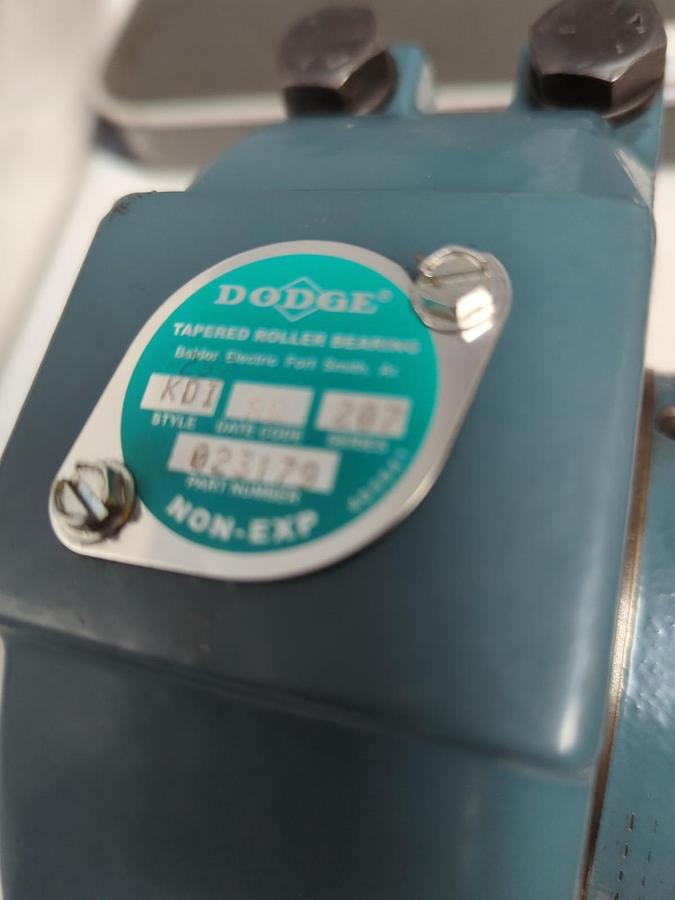 DODGE®
TAPERED ROLLER BEARING
Baldor Electric Fort Smith, Ar
KDI 207
STYLE DATE CODE SERIES
023179
PART NUMBER
NON-EXP